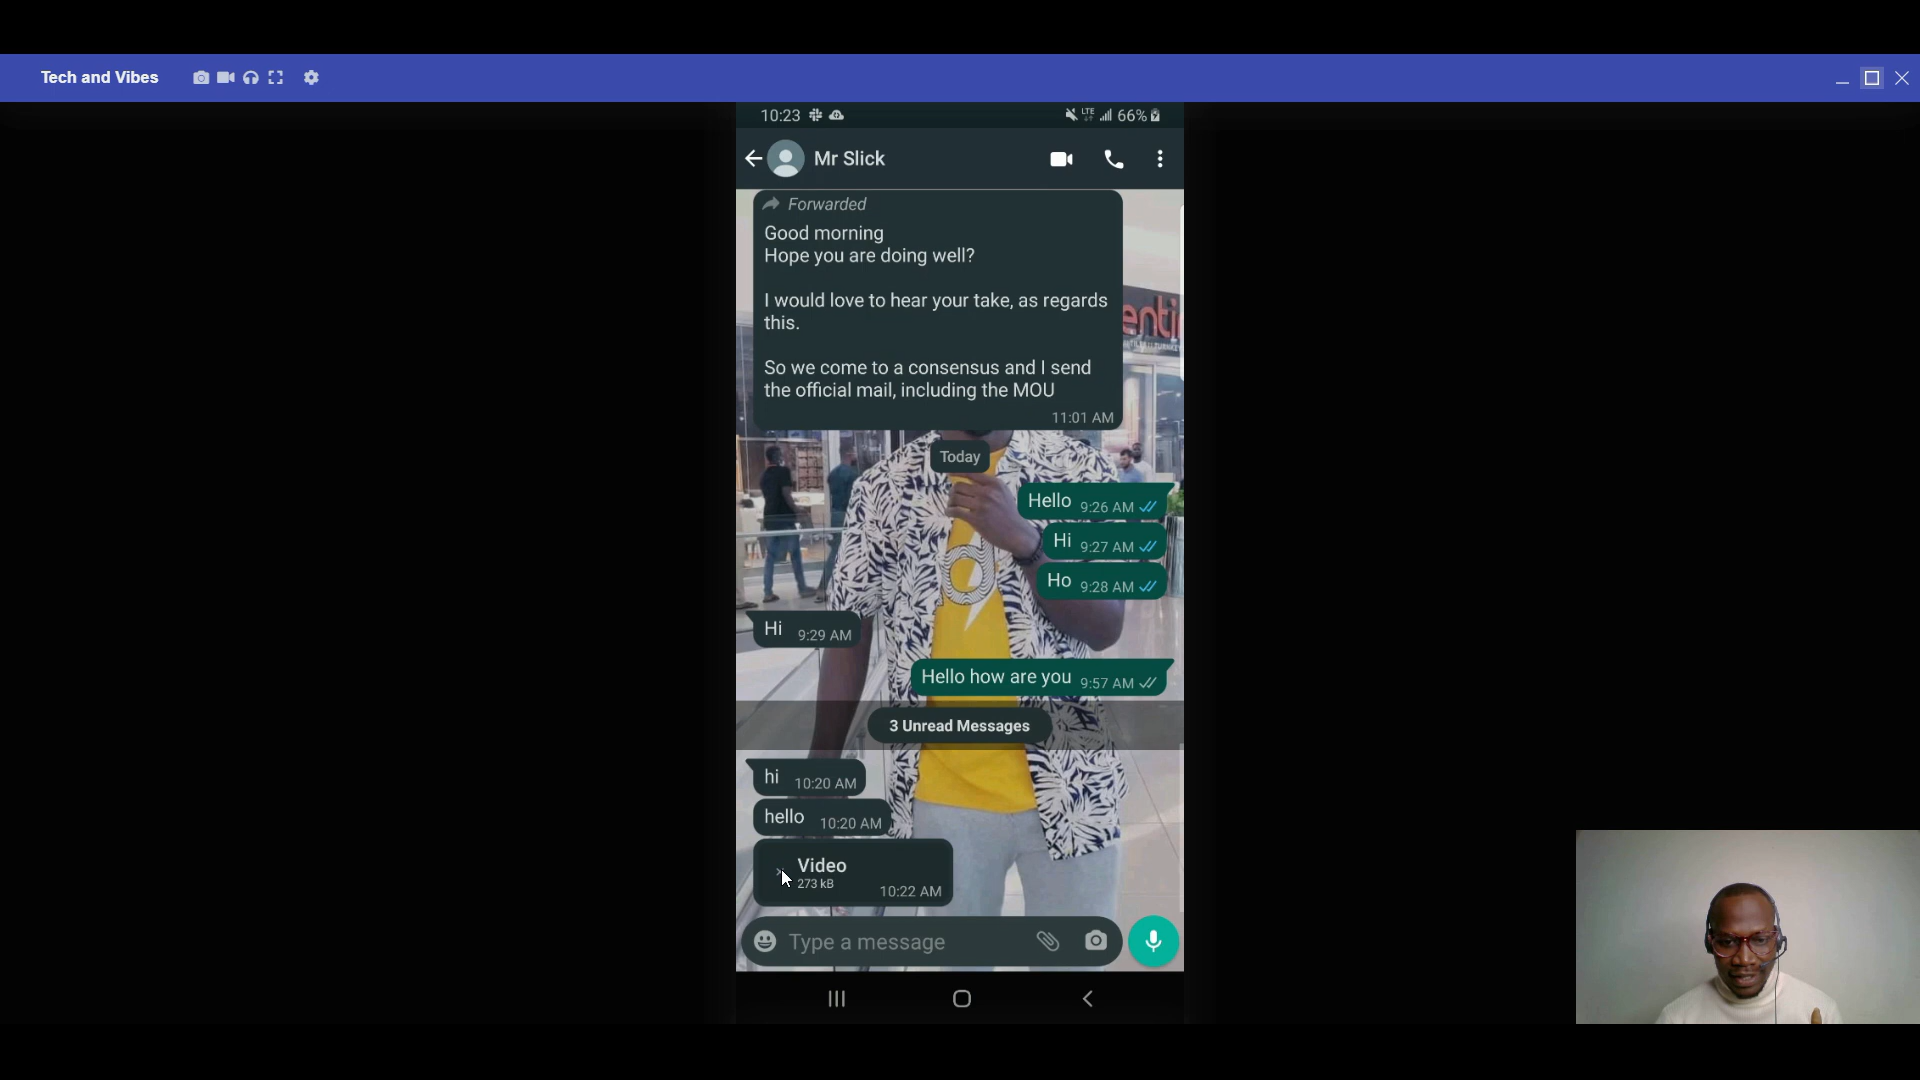 Tech and Vibes
10:23
LTE
66%
Mr Slick
Forwarded
Good morning
Hope you are doing well?
I would love to hear your take, as regards
this.
So we come to a consensus and I send
the official mail, including the MOU
11:01 AM
enti
Today
Hello 9:26 AM
Hi 9:27 AM
Ho 9:28 AM
Hi 9:29 AM
Hello how are you 9:57 AM
3 Unread Messages
hi 10:20 AM
hello 10:20 AM
Video
273 kB
10:22 AM
Type a message